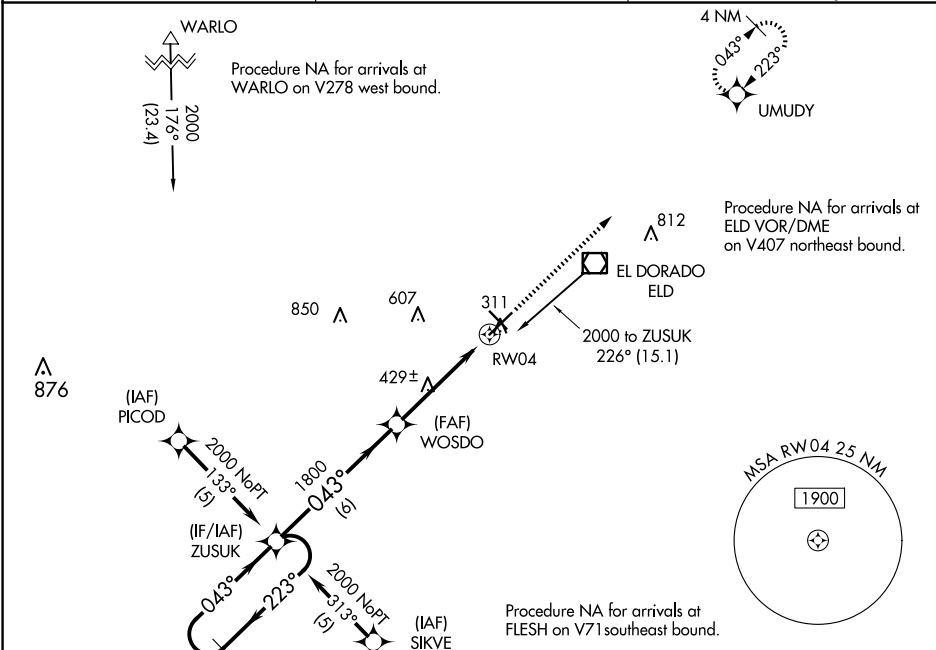 WARLO
Procedure NA for arrivals at
WARLO on V278 west bound.
2000
176°
(23.4)
4 NM
043°
223°
UMUDY
Procedure NA for arrivals at
ELD VOR/DME
on V407 northeast bound.
812
EL DORADO
ELD
850
607
311
RW04
2000 to ZUSUK
226° (15.1)
876
429±
(IAF)
PICOD
(FAF)
WOSDO
2000 NoPT
133°
(5)
1800
043°
(6)
MSA RW04 25 NM
1900
(IF/IAF)
ZUSUK
043°
223°
2000 NoPT
313°
(5)
(IAF)
SIKVE
Procedure NA for arrivals at
FLESH on V71southeast bound.